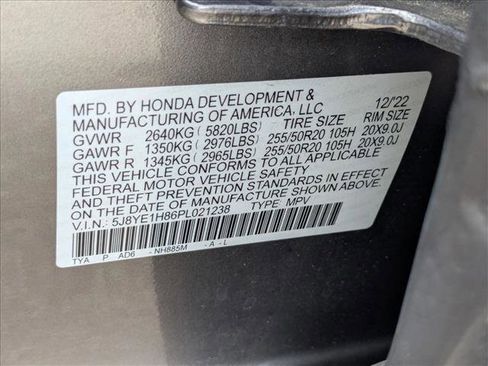 MFD. BY HONDA DEVELOPMENT & 12/'22
MANUFACTURING OF AMERICA, LLC
GVWR 2640KG (5820LBS) TIRE SIZE RIM SIZE
GAWR F 1350KG (2976LBS) 255/50R20 105H 20X9.0J
GAWR R 1345KG (2965LBS) 255/50R20 105H 20X9.0J
THIS VEHICLE CONFORMS TO ALL APPLICABLE
FEDERAL MOTOR VEHICLE SAFETY
AND THEFT PREVENTION STANDARDS IN EFFECT
ON THE DATE OF MANUFACTURE SHOWN ABOVE.
V.I.N.: 5J8YE1H86PL021238 TYPE: MPV
TYA P AD6 - NH885M - A - L